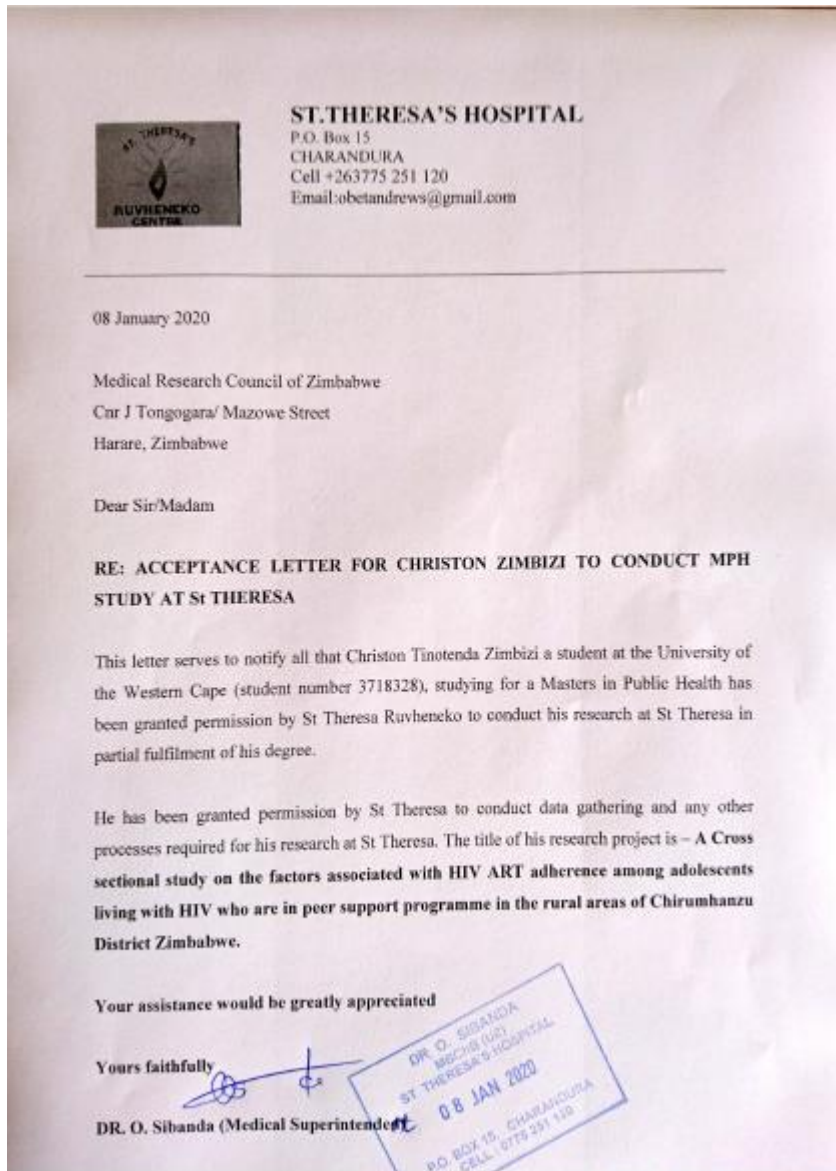 ST. THERESA'S
RUVHENEKO
CENTRE
ST.THERESA'S HOSPITAL
P.O. Box 15
CHARANDURA
Cell +263775 251 120
Email:obetandrews@gmail.com
08 January 2020
Medical Research Council of Zimbabwe
Cnr J Tongogara/ Mazowe Street
Harare, Zimbabwe
Dear Sir/Madam
RE: ACCEPTANCE LETTER FOR CHRISTON ZIMBIZI TO CONDUCT MPH
STUDY AT St THERESA
This letter serves to notify all that Christon Tinotenda Zimbizi a student at the University of
the Western Cape (student number 3718328), studying for a Masters in Public Health has
been granted permission by St Theresa Ruvheneko to conduct his research at St Theresa in
partial fulfilment of his degree.
He has been granted permission by St Theresa to conduct data gathering and any other
processes required for his research at St Theresa. The title of his research project is – A Cross
sectional study on the factors associated with HIV ART adherence among adolescents
living with HIV who are in peer support programme in the rural areas of Chirumhanzu
District Zimbabwe.
Your assistance would be greatly appreciated
Yours faithfully
DR. O. Sibanda (Medical Superintendent
DR O. SIBANDA
MBCHB (UZ)
ST THERESA'S HOSPITAL
08 JAN 2020
P.O. BOX 15, CHARANDURA
CELL: 0775 251 120